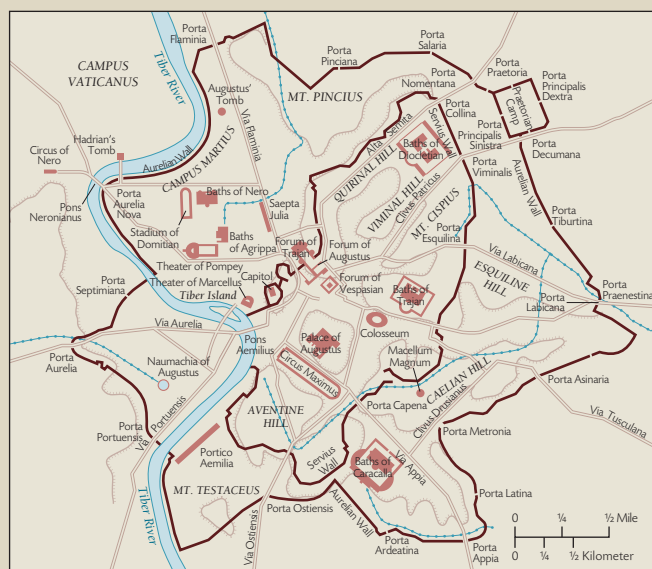 Porta
Flaminia
Porta
Pinciana
Porta
Salaria
Porta
Nomentana
Porta
Praetoria
Porta
Principalis
Dextra
CAMPUS
VATICANUS
Tiber River
Augustus'
Tomb
MT. PINCIUS
Via Flaminia
Alta Semita
Servius Wall
Porta
Collina
Praetorian
Camp
Porta
Principalis
Sinistra
Porta
Decumana
Circus of
Nero
Hadrian's
Tomb
Aurelian Wall
CAMPUS MARTIUS
QUIRINAL HILL
Baths of
Diocletian
Porta
Viminalis
Aurelian Wall
Pons
Neronianus
Porta
Aurelia
Nova
Baths of Nero
Saepta
Julia
VIMINAL HILL
Clivus Patricus
MT. CISPIUS
Porta
Tiburtina
Stadium of
Domitian
Baths
of Agrippa
Forum of
Trajan
Forum of
Augustus
Porta
Esquilina
Via Labicana
Theater of Pompey
Theater of Marcellus
Capitol
Forum of
Vespasian
Baths of
Trajan
ESQUILINE
HILL
Porta
Praenestina
Porta
Labicana
Porta
Septimiana
Tiber Island
Via Aurelia
Colosseum
Porta
Aurelia
Naumachia of
Augustus
Pons
Aemilius
Palace of
Augustus
Macellum
Magnum
Circus Maximus
CAELIAN HILL
Porta Asinaria
Clivus Drusianus
Via Tusculana
Porta
Portuensis
Via Portuensis
AVENTINE
HILL
Porta Capena
Porta Metronia
Portico
Aemilia
Servius
Wall
Baths of
Caracalla
Via Appia
MT. TESTACEUS
Tiber River
Porta Ostiensis
Via Ostiensis
Aurelian Wall
Porta Latina
Porta
Ardeatina
Porta
Appia
0 ¼ ½ Mile
0 ¼ ½ Kilometer